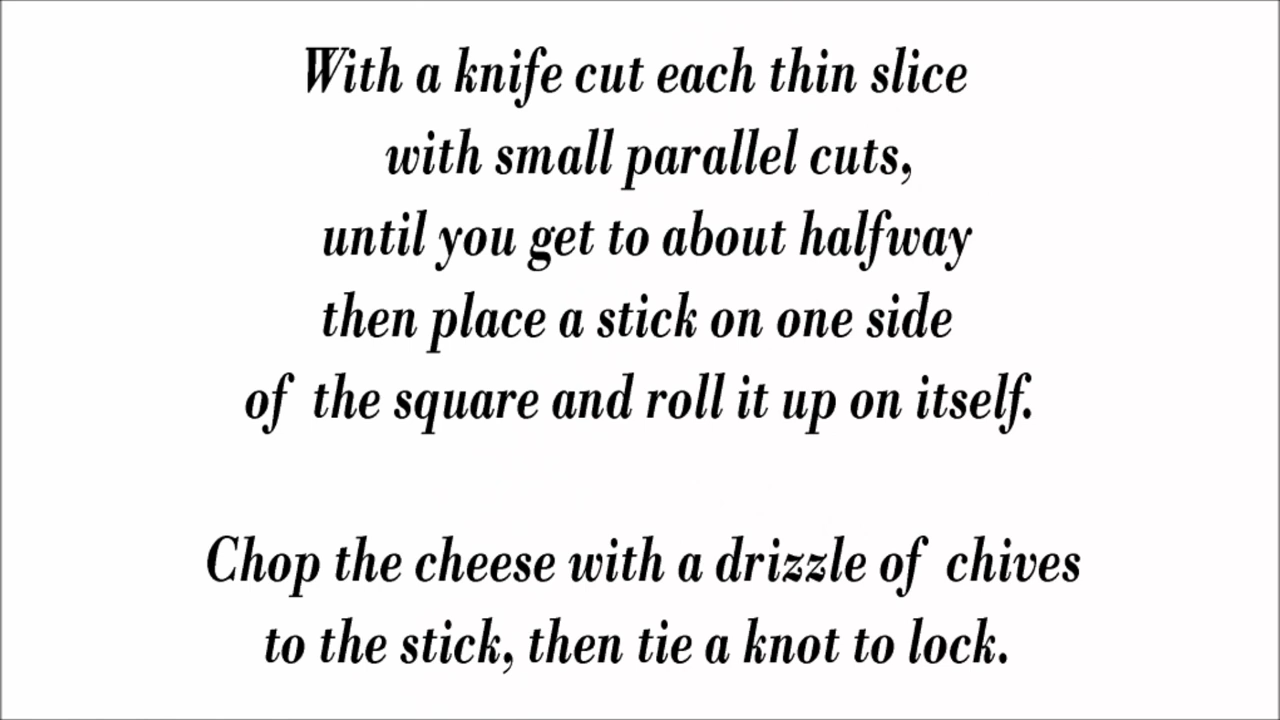 With a knife cut each thin slice
with small parallel cuts,
until you get to about halfway
then place a stick on one side
of the square and roll it up on itself.
Chop the cheese with a drizzle of chives
to the stick, then tie a knot to lock.